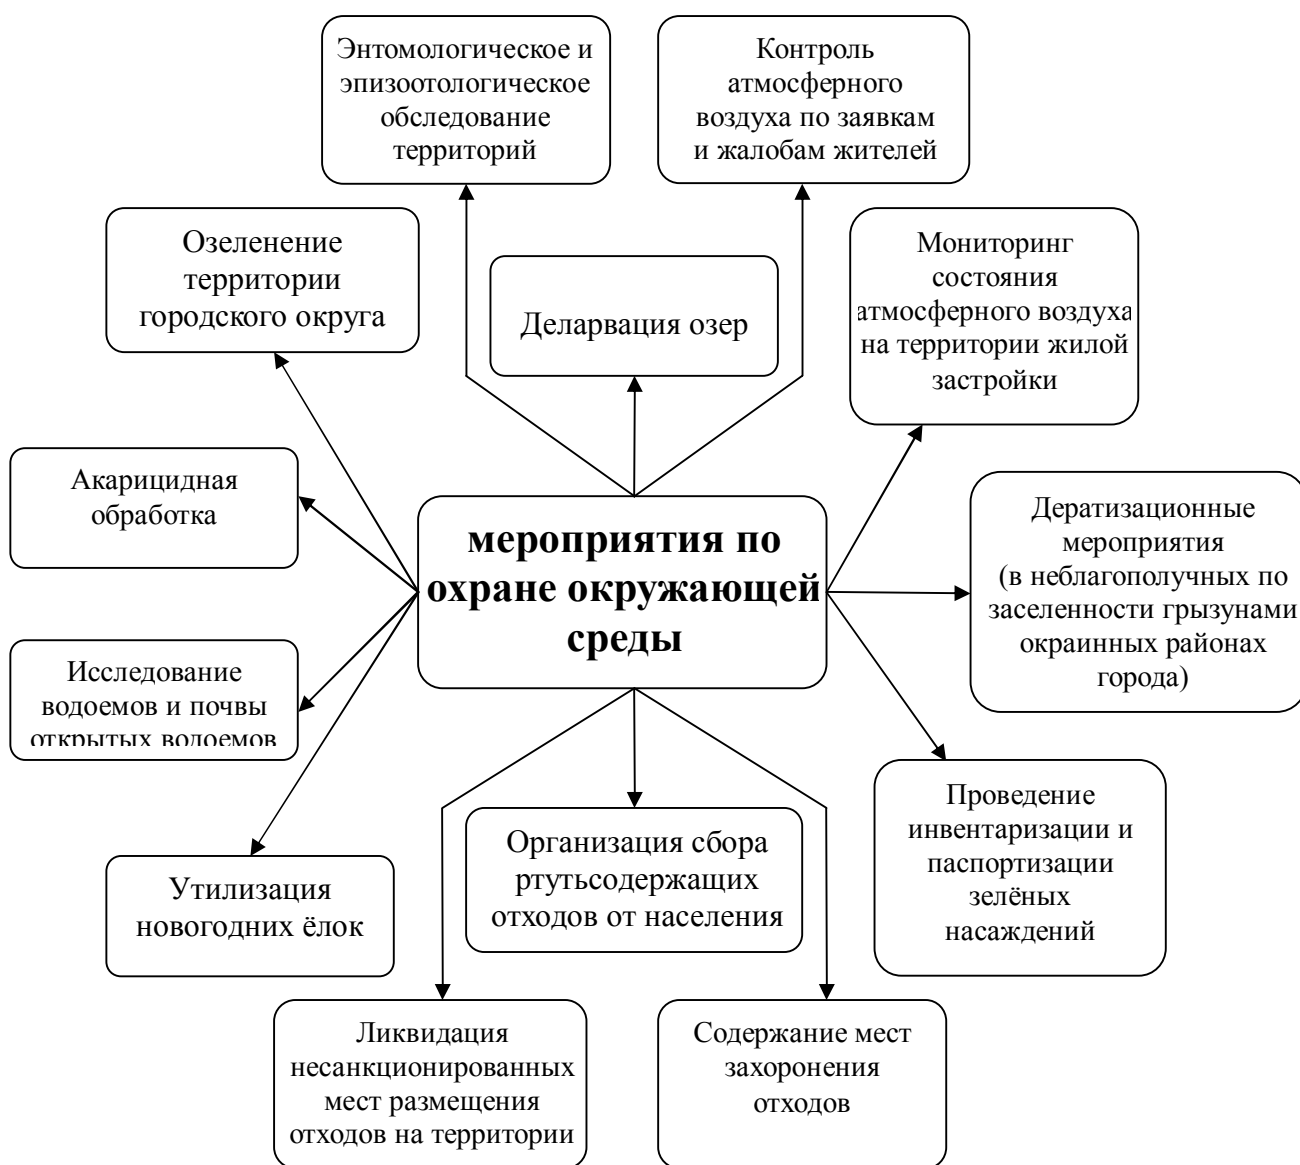 Энтомологическое и
эпизоотологическое
обследование
территорий
Контроль
атмосферного
воздуха по заявкам
и жалобам жителей
Озеленение
территории
городского округа
Деларвация озер
Мониторинг
состояния
атмосферного воздуха
на территории жилой
застройки
Акарицидная
обработка
мероприятия по
охране окружающей
среды
Дератизационные
мероприятия
(в неблагополучных по
заселенности грызунами
окраинных районах
города)
Исследование
водоемов и почвы
открытых водоемов
Утилизация
новогодних ёлок
Организация сбора
ртутьсодержащих
отходов от населения
Проведение
инвентаризации и
паспортизации
зелёных
насаждений
Ликвидация
несанкционированных
мест размещения
отходов на территории
Содержание мест
захоронения
отходов